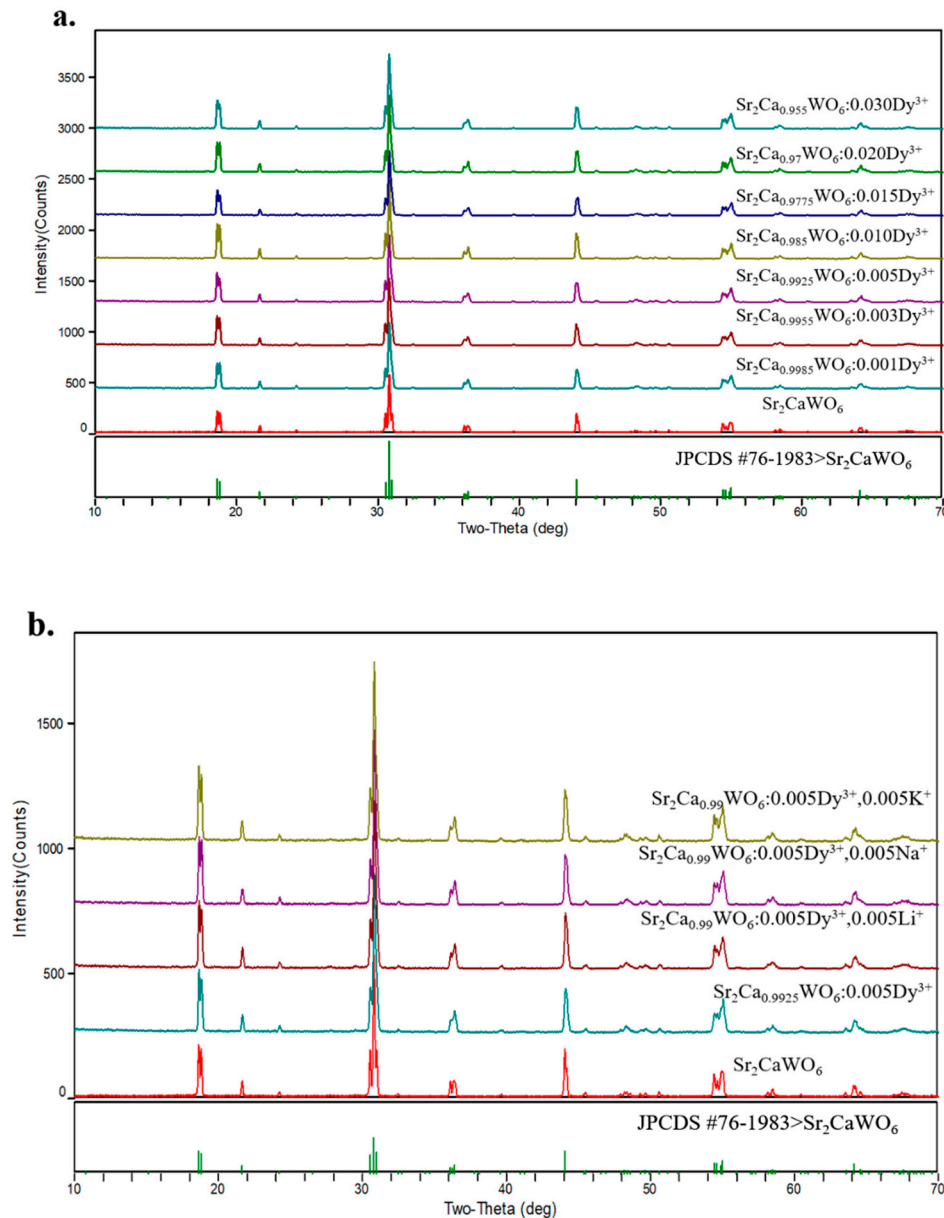 a.
3500
Sr₂Ca₀.₉₅₅WO₆:0.030Dy³⁺
3000
Sr₂Ca₀.₉₇WO₆:0.020Dy³⁺
2500
Sr₂Ca₀.₉₇₇₅WO₆:0.015Dy³⁺
2000
Sr₂Ca₀.₉₈₅WO₆:0.010Dy³⁺
Intensity(Counts)
1500
Sr₂Ca₀.₉₉₂₅WO₆:0.005Dy³⁺
1000
Sr₂Ca₀.₉₉₅₅WO₆:0.003Dy³⁺
500
Sr₂Ca₀.₉₉₈₅WO₆:0.001Dy³⁺
Sr₂CaWO₆
0
JPCDS #76-1983>Sr₂CaWO₆
10 20 30 40 50 60 70
Two-Theta (deg)
b.
1500
Sr₂Ca₀.₉₉WO₆:0.005Dy³⁺,0.005K⁺
1000
Sr₂Ca₀.₉₉WO₆:0.005Dy³⁺,0.005Na⁺
Intensity(Counts)
Sr₂Ca₀.₉₉WO₆:0.005Dy³⁺,0.005Li⁺
500
Sr₂Ca₀.₉₉₂₅WO₆:0.005Dy³⁺
Sr₂CaWO₆
0
JPCDS #76-1983>Sr₂CaWO₆
10 20 30 40 50 60 70
Two-Theta (deg)